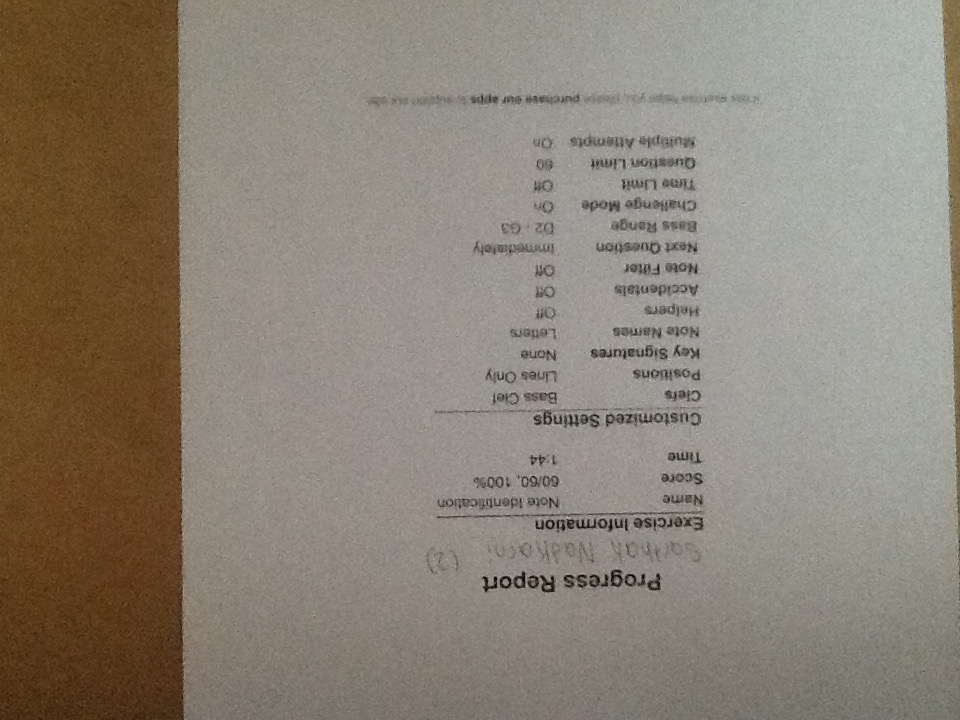 Progress Report
Sarthak Nadkarni (2)
Exercise Information
Name Note Identification
Score 60/60, 100%
Time 1:44
Customized Settings
Clefs Bass Clef
Positions Lines Only
Key Signatures None
Note Names Letters
Helpers Off
Accidentals Off
Note Filter Off
Next Question Immediately
Bass Range D2 - G3
Challenge Mode On
Time Limit Off
Question Limit 60
Multiple Attempts On
If this exercise helps you, please purchase our apps to support our site.